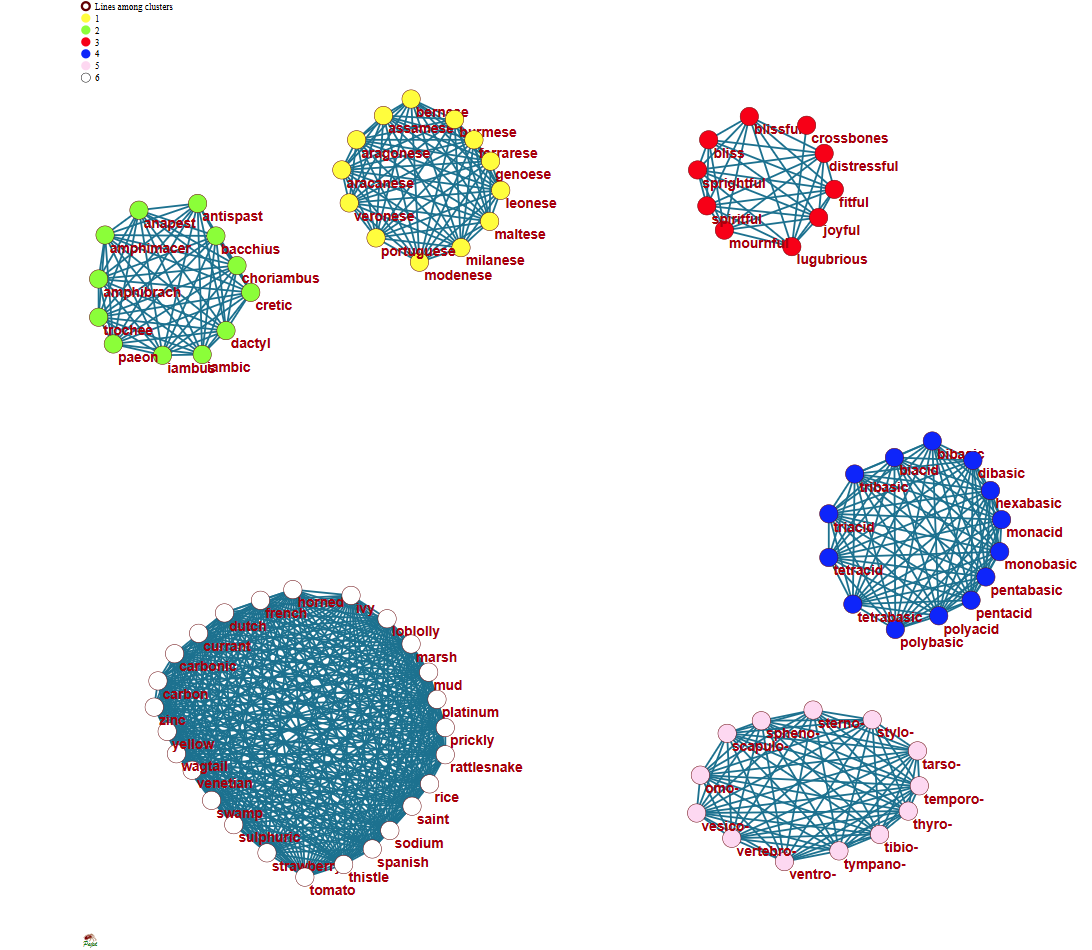 Lines among clusters
1
2
3
4
5
6
bernese
assamese
burmese
aragonese
ferrarese
genoese
aracanese
leonese
veronese
maltese
portuguese
milanese
modenese
blissful
crossbones
bliss
distressful
sprightful
fitful
spiritful
joyful
mournful
lugubrious
antispast
anapest
amphimacer
bacchius
choriambus
amphibrach
cretic
trochee
dactyl
paeon
iambus
iambic
bibasic
biacid
dibasic
tribasic
hexabasic
triacid
monacid
tetracid
monobasic
pentabasic
tetrabasic
pentacid
polyacid
polybasic
horned
ivy
french
dutch
loblolly
currant
marsh
carbonic
mud
carbon
platinum
zinc
prickly
yellow
rattlesnake
wagtail
venetian
rice
swamp
saint
sulphuric
sodium
strawberry
spanish
thistle
tomato
sterno-
stylo-
spheno-
scapulo-
tarso-
omo-
temporo-
vesico-
thyro-
vertebro-
tibio-
tympano-
ventro-
Pajek